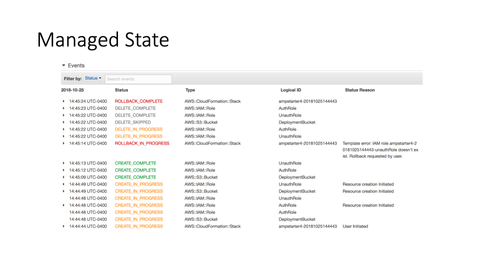 Managed State
Events
Filter by: Status Search events
2018-10-25 Status Type Logical ID Status Reason
14:45:24 UTC-0400 ROLLBACK_COMPLETE AWS::CloudFormation::Stack ampstarter4-20181025144443
14:45:23 UTC-0400 DELETE_COMPLETE AWS::IAM::Role AuthRole
14:45:22 UTC-0400 DELETE_COMPLETE AWS::IAM::Role UnauthRole
14:45:22 UTC-0400 DELETE_SKIPPED AWS::S3::Bucket DeploymentBucket
14:45:22 UTC-0400 DELETE_IN_PROGRESS AWS::IAM::Role AuthRole
14:45:22 UTC-0400 DELETE_IN_PROGRESS AWS::IAM::Role UnauthRole
14:45:14 UTC-0400 ROLLBACK_IN_PROGRESS AWS::CloudFormation::Stack ampstarter4-20181025144443 Template error: IAM role ampstarter4-2
0181025144443-unauthRole doesn't ex
ist. Rollback requested by user.
14:45:13 UTC-0400 CREATE_COMPLETE AWS::IAM::Role UnauthRole
14:45:12 UTC-0400 CREATE_COMPLETE AWS::IAM::Role AuthRole
14:45:09 UTC-0400 CREATE_COMPLETE AWS::S3::Bucket DeploymentBucket
14:44:49 UTC-0400 CREATE_IN_PROGRESS AWS::IAM::Role UnauthRole Resource creation Initiated
14:44:49 UTC-0400 CREATE_IN_PROGRESS AWS::S3::Bucket DeploymentBucket Resource creation Initiated
14:44:48 UTC-0400 CREATE_IN_PROGRESS AWS::IAM::Role AuthRole Resource creation Initiated
14:44:48 UTC-0400 CREATE_IN_PROGRESS AWS::IAM::Role UnauthRole
14:44:48 UTC-0400 CREATE_IN_PROGRESS AWS::IAM::Role AuthRole
14:44:48 UTC-0400 CREATE_IN_PROGRESS AWS::S3::Bucket DeploymentBucket
14:44:44 UTC-0400 CREATE_IN_PROGRESS AWS::CloudFormation::Stack ampstarter4-20181025144443 User Initiated